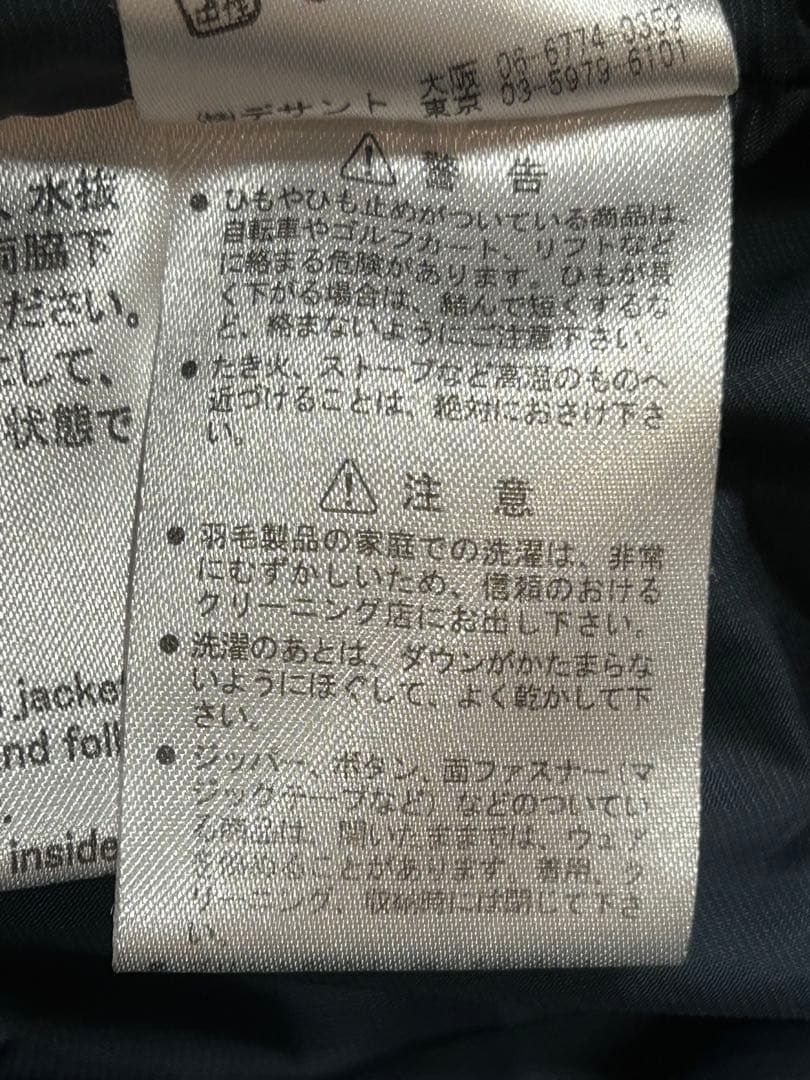 大阪 06-6774-0359
㈱デサント 東京 03-5979 6101
警 告
● ひもやひも止めがついている商品は、
自転車やゴルフカート、リフトなど
に絡まる危険があります。ひもが長
く下がる場合は、結んで短くするな
ど、絡まないようにご注意下さい。
● たき火、ストーブなど高温のものへ
近づけることは、絶対におさけ下さ
い。
注 意
● 羽毛製品の家庭での洗濯は、非常
にむずかしいため、信頼のおける
クリーニング店にお出し下さい。
● 洗濯のあとは、ダウンがかたまらな
いようにほぐして、よく乾かして下
さい。
● ジッパー、ボタン、面ファスナー(マ
ジックテープなど)などのついてい
る商品は、開いたままでは、ウェア
を傷めることがあります。着用、ク
リーニング、収納時には閉じて下さ
い。
、水抜
両脇下
ださい。
にして、
状態で
jacke
nd foll
inside